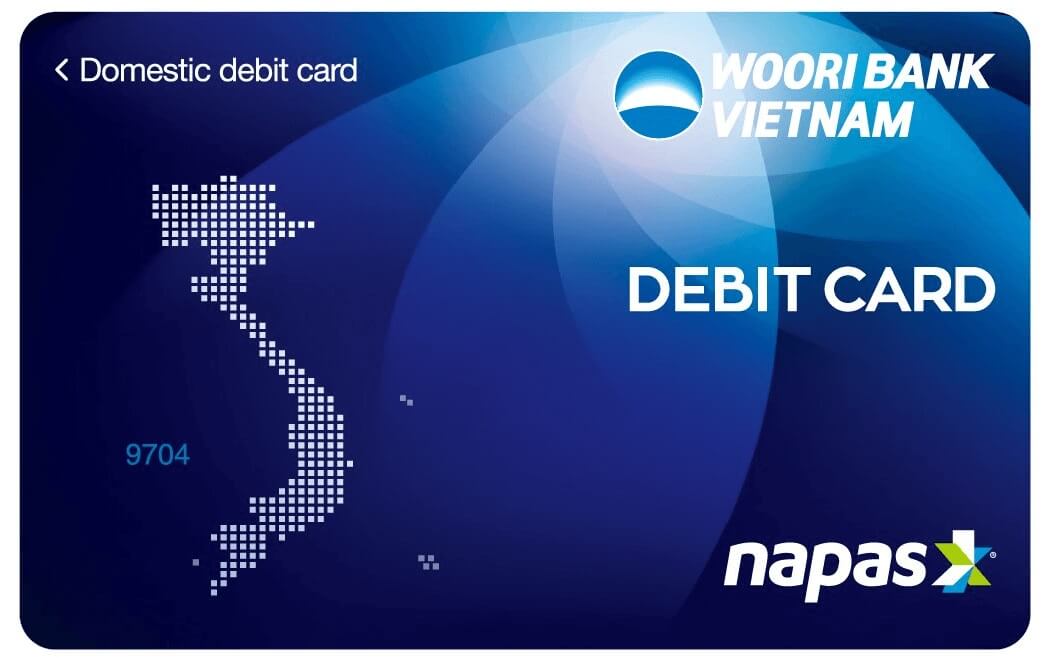 < Domestic debit card
WOORI BANK
VIETNAM
DEBIT CARD
9704
napas®